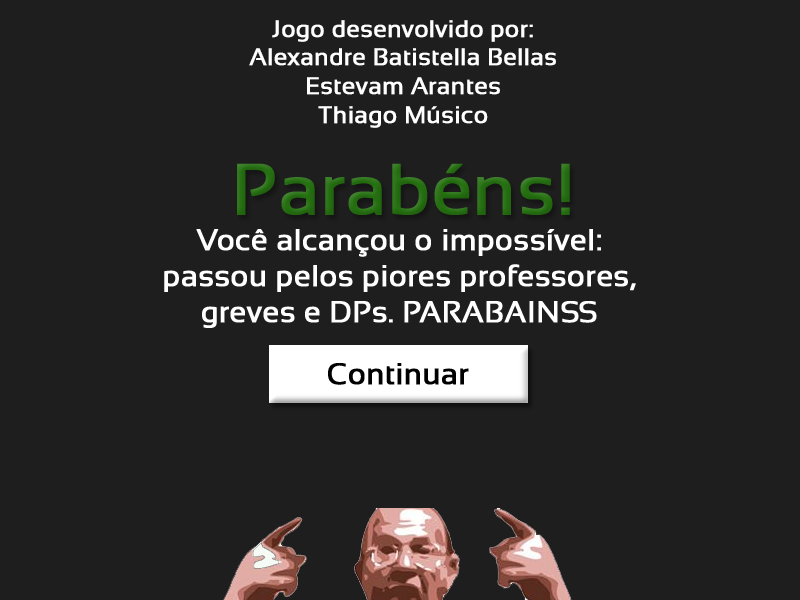 Jogo desenvolvido por:
Alexandre Batistella Bellas
Estevam Arantes
Thiago Músico
Parabéns!
Você alcançou o impossível:
passou pelos piores professores,
greves e DPs. PARABAINSS
Continuar